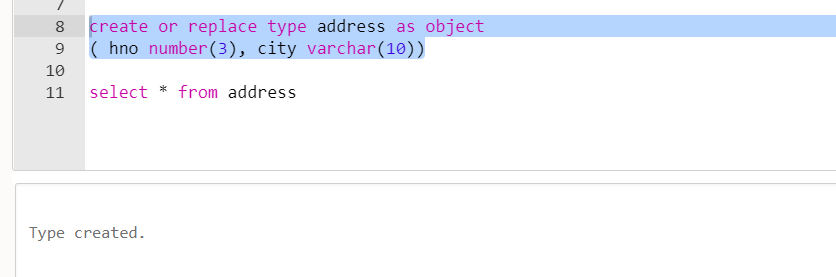 7
8 create or replace type address as object
9 ( hno number(3), city varchar(10))
10
11 select * from address
Type created.